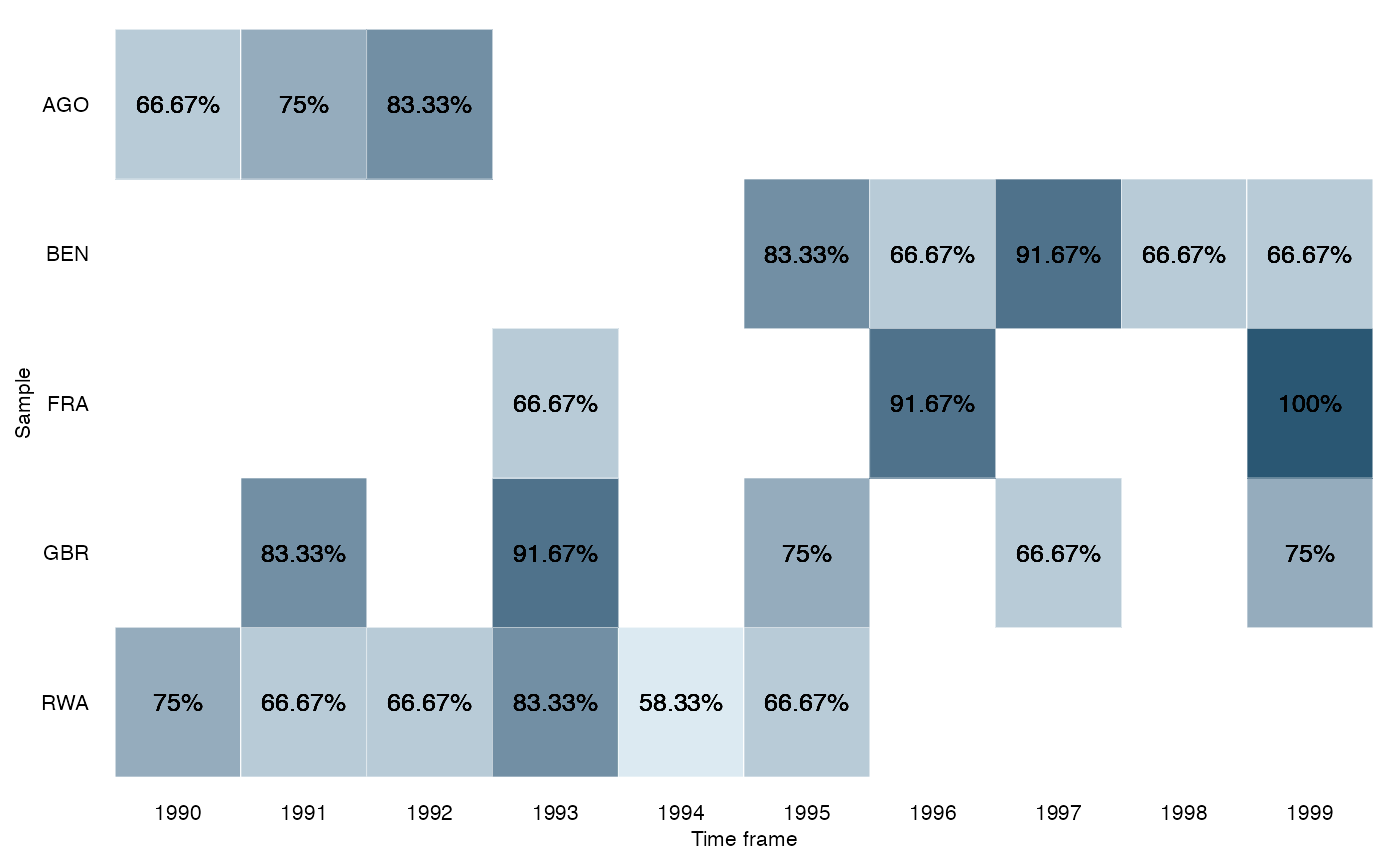 AGO 66.67% 75% 83.33%
BEN 83.33% 66.67% 91.67% 66.67% 66.67%
Sample
FRA 66.67% 91.67% 100%
GBR 83.33% 91.67% 75% 66.67% 75%
RWA 75% 66.67% 66.67% 83.33% 58.33% 66.67%
1990 1991 1992 1993 1994 1995 1996 1997 1998 1999
Time frame